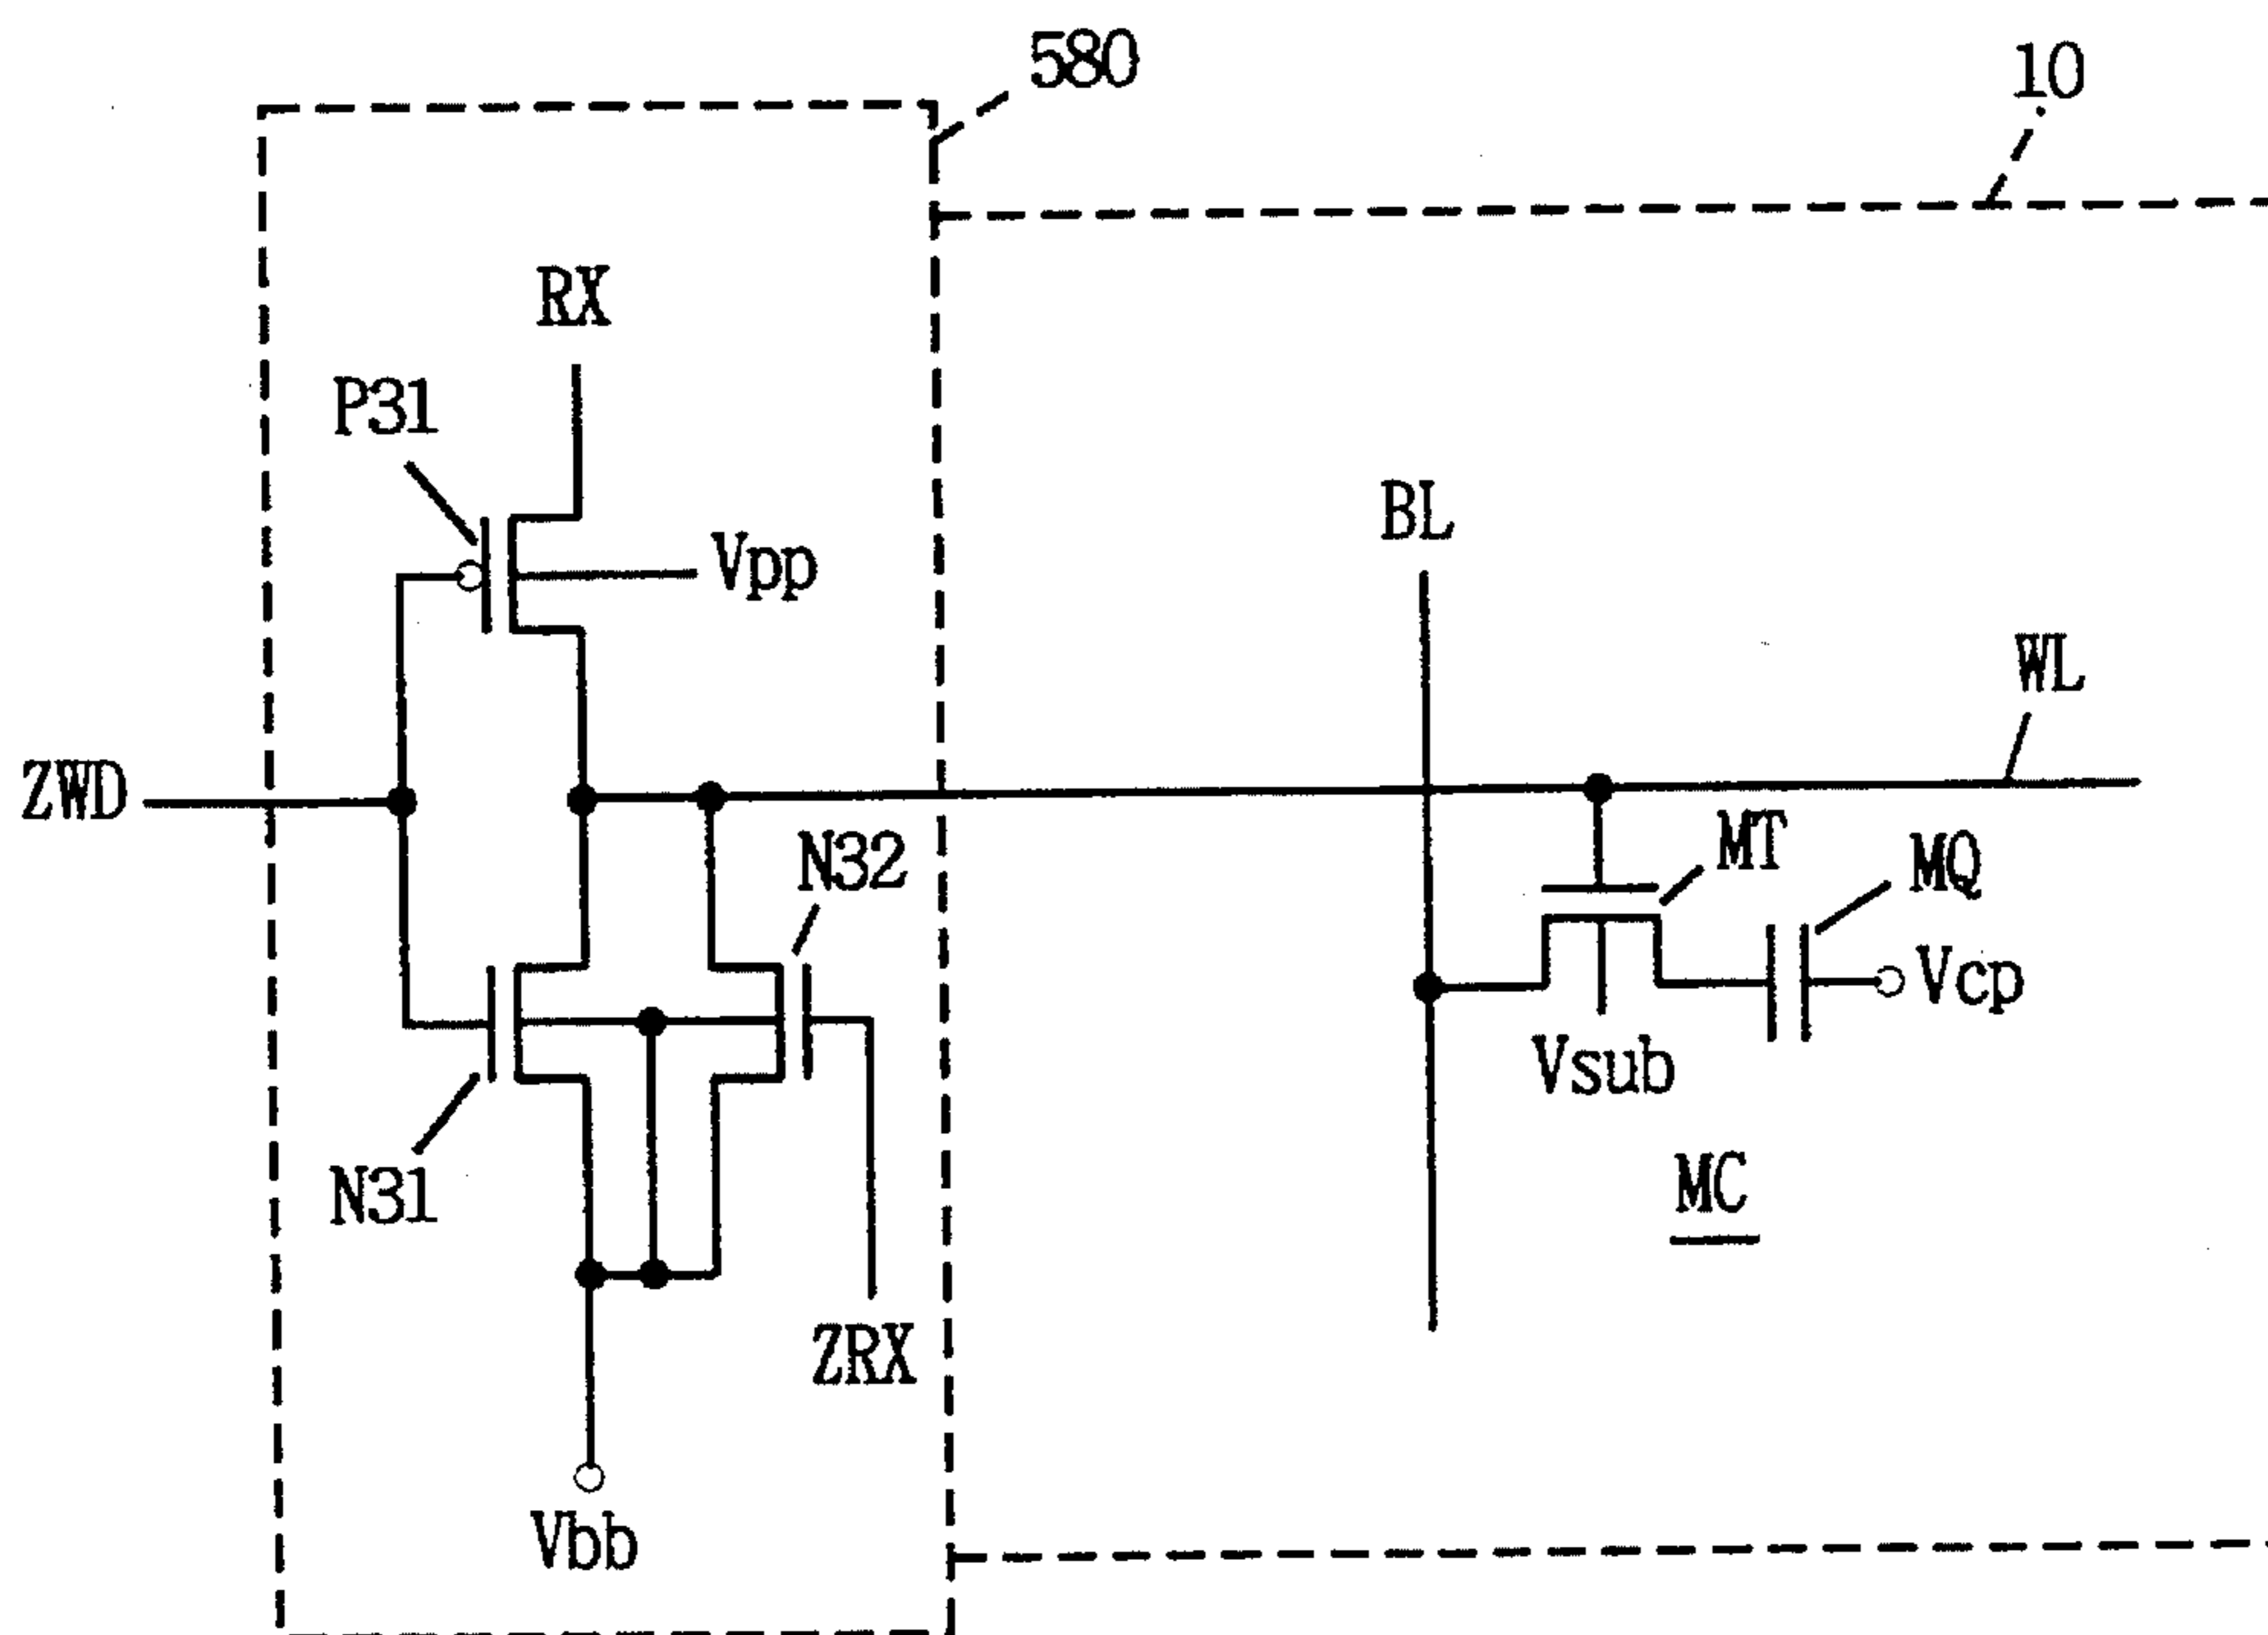 580
10
RX
P31
Vpp
BL
WL
ZWD
MT
N32
MQ
Vcp
Vsub
MC
N31
ZRX
Vbb